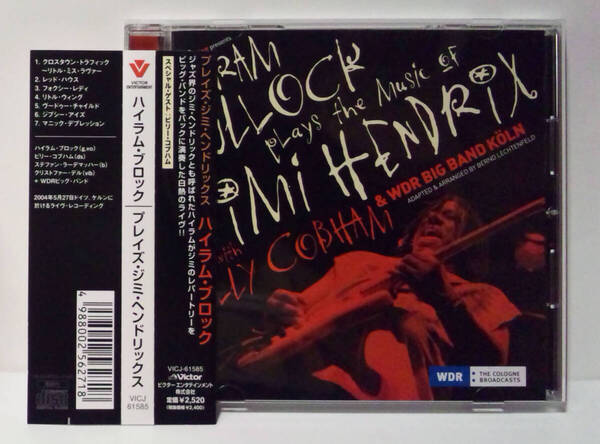 1. クロスタウン・トラフィック
〜リトル・ミス・ラヴァー
2. レッド・ハウス
3. フォクシー・レディ
4. リトル・ウィング
5. ヴードゥー・チャイルド
6. ジプシー・アイズ
7. マニック・デプレッション
ハイラム・ブロック(g,vo)
ビリー・コブハム(ds)
ステファン・ラーデマッハー(b)
クリストファー・デル(vib)
+ WDRビッグ・バンド
2004年5月27日ドイツ、ケルンに
於けるライヴ・レコーディング
4 988002 562718
VICTOR
ENTERTAINMENT
ハイラム・ブロック
プレイズ・ジミ・ヘンドリックス
VICJ
61585
プレイズ・ジミ・ヘンドリックス ハイラム・ブロック
ジャズ界のジミ・ヘンドリックスとも呼ばれたハイラムがジミのレパートリーを
ビッグ・バンドをバックに演奏した白熱のライヴ!!
スペシャル・ゲスト:ビリー・コブハム
VICJ-61585
Victor
ビクターエンタテインメント
株式会社
定価¥2,520
(税抜価格¥2,400)
RAM
LLOCK
plays the Music of
IMI HENDRIX
& WDR BIG BAND KÖLN
ADAPTED & ARRANGED BY BERND LECHTENFELD
with
LY COBHAM
WDR
THE COLOGNE
BROADCASTS